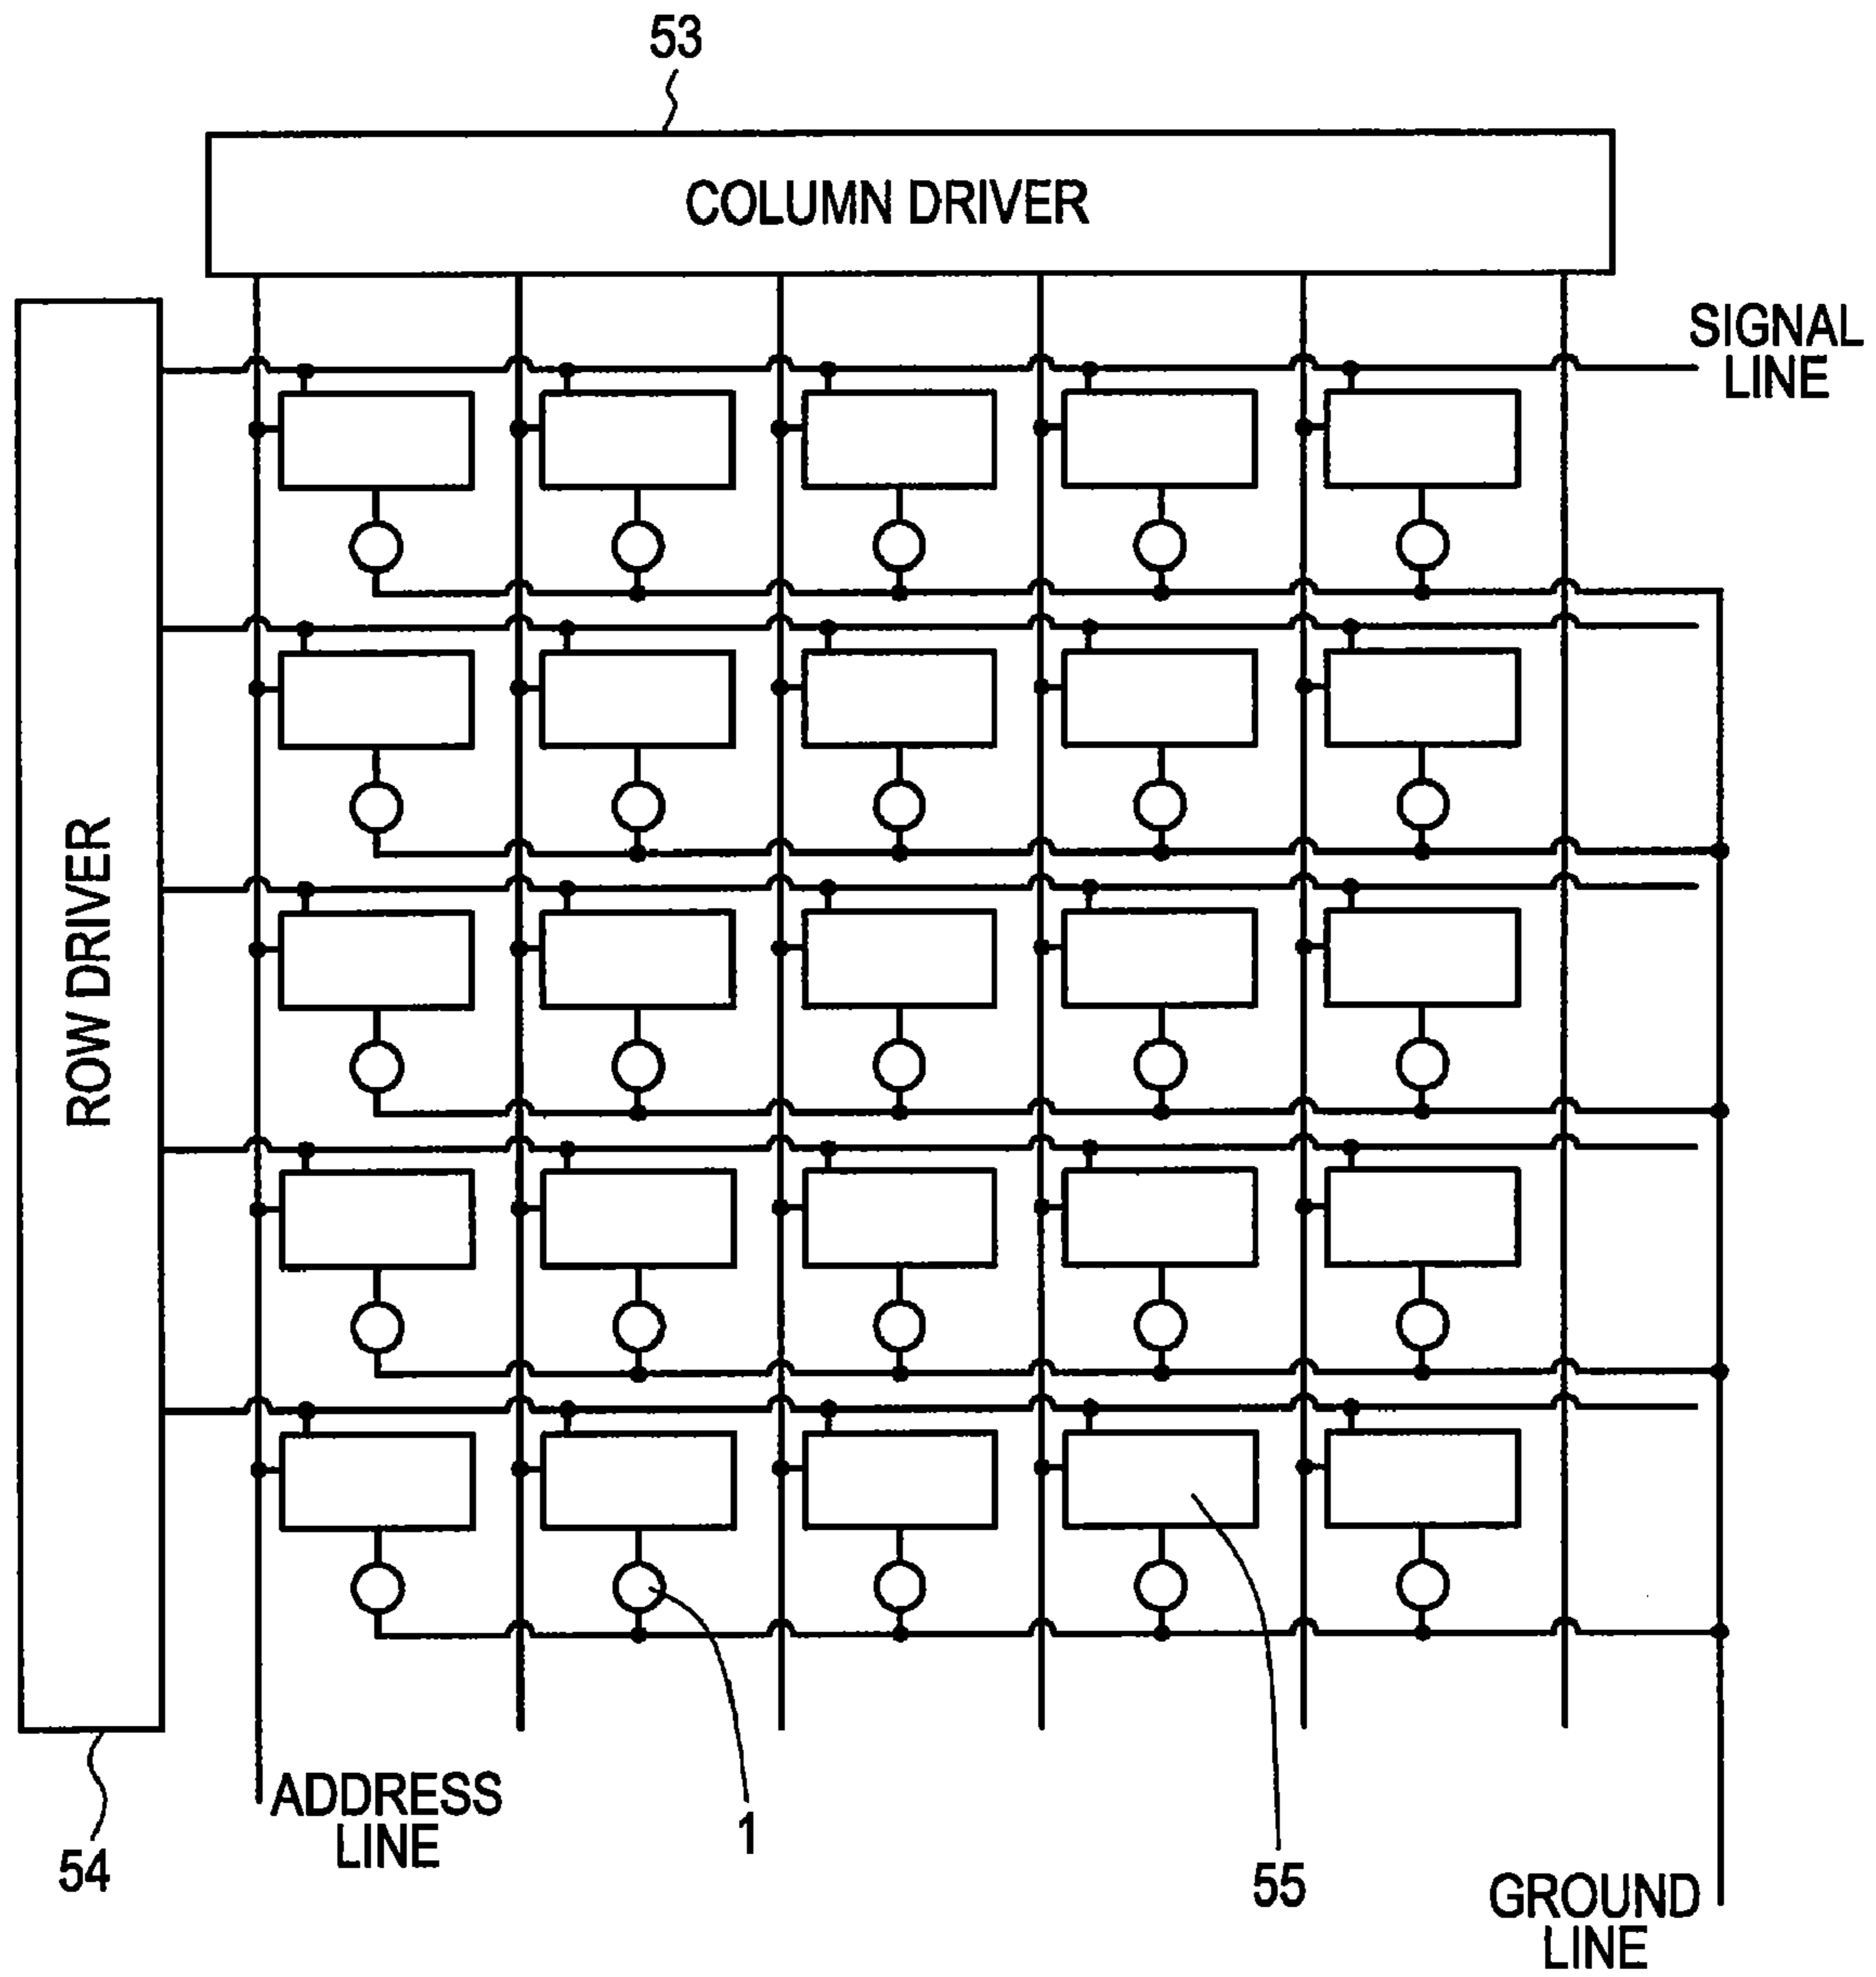 53
COLUMN DRIVER
SIGNAL
LINE
ROW DRIVER
ADDRESS
LINE
1
54
55
GROUND
LINE